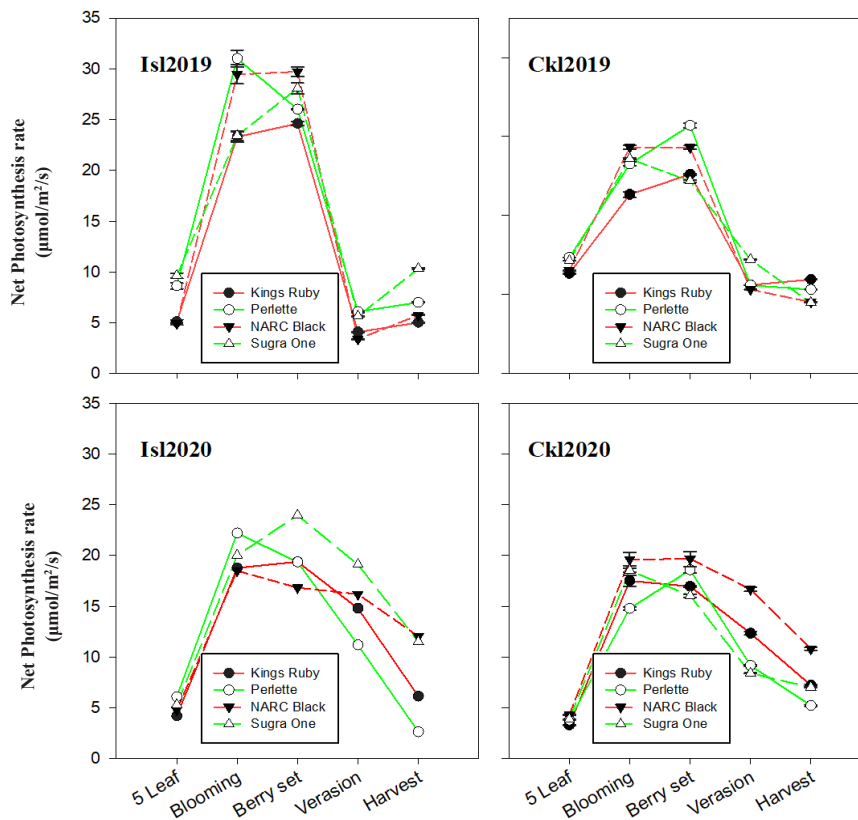 Net Photosynthesis rate
(µmol/m²/s)
35
30
25
20
15
10
5
0
Isl2019
Kings Ruby
Perlette
NARC Black
Sugra One
Ckl2019
Kings Ruby
Perlette
NARC Black
Sugra One
Net Photosynthesis rate
(µmol/m²/s)
35
30
25
20
15
10
5
0
Isl2020
Kings Ruby
Perlette
NARC Black
Sugra One
5 Leaf
Blooming
Berry set
Verasion
Harvest
Ckl2020
Kings Ruby
Perlette
NARC Black
Sugra One
5 Leaf
Blooming
Berry set
Verasion
Harvest